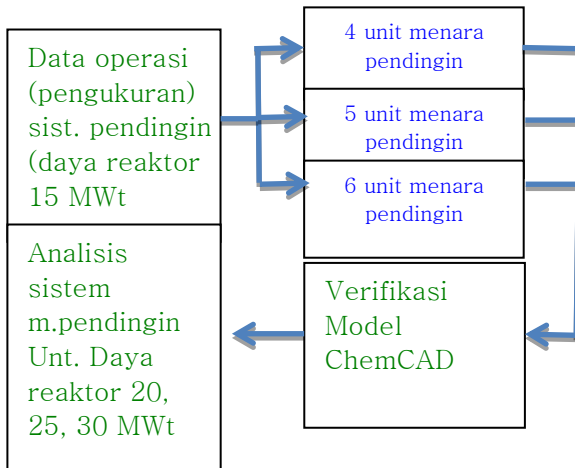 Data operasi
(pengukuran)
sist. pendingin
(daya reaktor
15 MWt
4 unit menara
pendingin
5 unit menara
pendingin
6 unit menara
pendingin
Verifikasi
Model
ChemCAD
Analisis
sistem
m.pendingin
Unt. Daya
reaktor 20,
25, 30 MWt